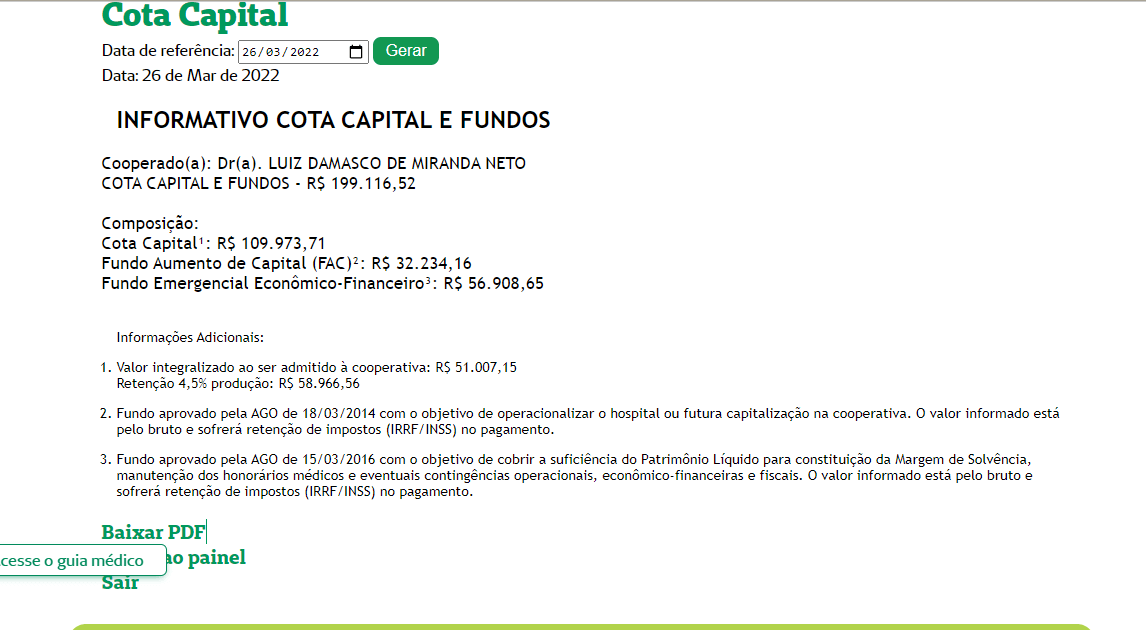 Cota Capital
Data de referência: 26/03/2022 Gerar
Data: 26 de Mar de 2022
INFORMATIVO COTA CAPITAL E FUNDOS
Cooperado(a): Dr(a). LUIZ DAMASCO DE MIRANDA NETO
COTA CAPITAL E FUNDOS - R$ 199.116,52
Composição:
Cota Capital¹: R$ 109.973,71
Fundo Aumento de Capital (FAC)²: R$ 32.234,16
Fundo Emergencial Econômico-Financeiro³: R$ 56.908,65
Informações Adicionais:
1. Valor integralizado ao ser admitido à cooperativa: R$ 51.007,15
Retenção 4,5% produção: R$ 58.966,56
2. Fundo aprovado pela AGO de 18/03/2014 com o objetivo de operacionalizar o hospital ou futura capitalização na cooperativa. O valor informado está
pelo bruto e sofrerá retenção de impostos (IRRF/INSS) no pagamento.
3. Fundo aprovado pela AGO de 15/03/2016 com o objetivo de cobrir a suficiência do Patrimônio Líquido para constituição da Margem de Solvência,
manutenção dos honorários médicos e eventuais contingências operacionais, econômico-financeiras e fiscais. O valor informado está pelo bruto e
sofrerá retenção de impostos (IRRF/INSS) no pagamento.
Baixar PDF
ao painel
cesse o guia médico
Sair